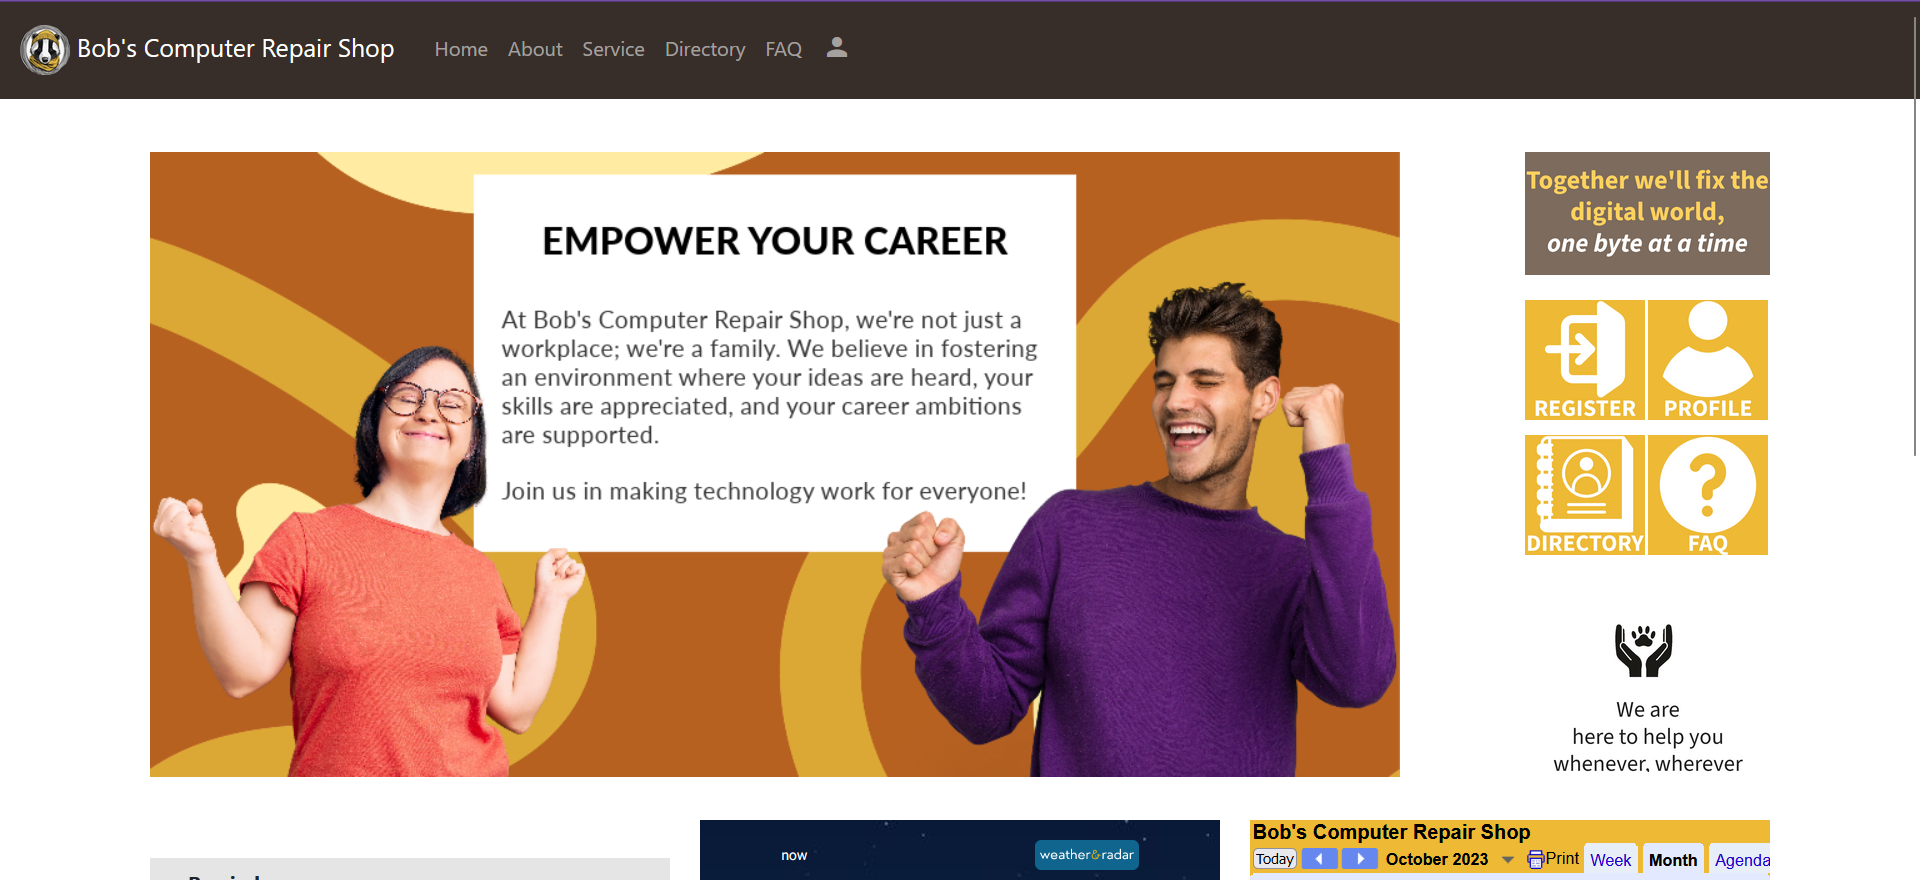 Bob's Computer Repair Shop
Home About Service Directory FAQ
EMPOWER YOUR CAREER
At Bob's Computer Repair Shop, we're not just a
workplace; we're a family. We believe in fostering
an environment where your ideas are heard, your
skills are appreciated, and your career ambitions
are supported.
Join us in making technology work for everyone!
Together we'll fix the
digital world,
one byte at a time
REGISTER PROFILE
DIRECTORY FAQ
We are
here to help you
whenever, wherever
now
weather&radar
Bob's Computer Repair Shop
Today October 2023 Print Week Month Agenda